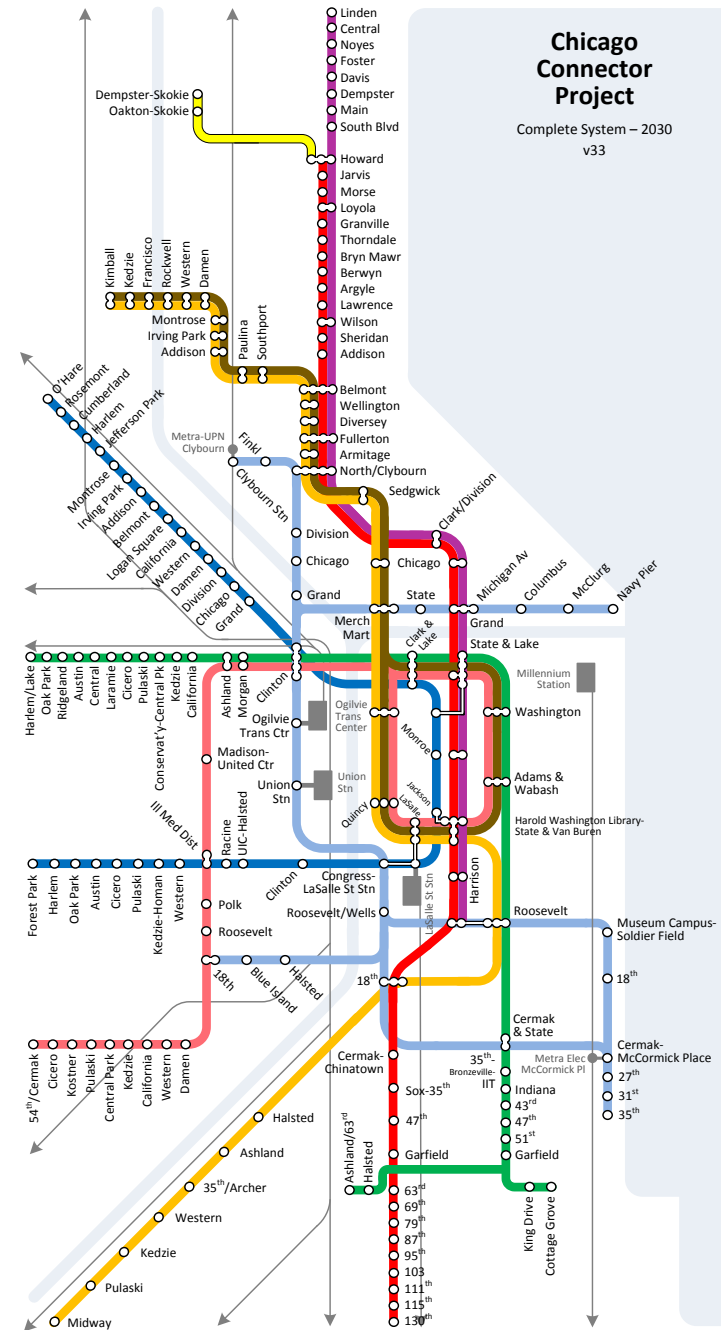 Chicago
Connector
Project
Complete System – 2030
v33
Linden
Central
Noyes
Foster
Davis
Dempster
Main
South Blvd
Dempster-Skokie
Oakton-Skokie
Howard
Jarvis
Morse
Loyola
Granville
Thorndale
Bryn Mawr
Berwyn
Argyle
Lawrence
Wilson
Sheridan
Addison
Kimball
Kedzie
Francisco
Rockwell
Western
Damen
Montrose
Irving Park
Addison
Paulina
Southport
Belmont
Wellington
Diversey
Fullerton
Armitage
North/Clybourn
Sedgwick
Metra-UPN
Clybourn
Finkl
Clybourn Stn
O'Hare
Rosemont
Cumberland
Harlem
Jefferson Park
Montrose
Irving Park
Addison
Belmont
Logan Square
California
Western
Damen
Division
Chicago
Grand
Division
Chicago
Grand
Clark/Division
Chicago
Merch
Mart
State
Grand
Michigan Av
Columbus
McClurg
Navy Pier
Clark &
Lake
State & Lake
Harlem/Lake
Oak Park
Ridgeland
Austin
Central
Laramie
Cicero
Pulaski
Conservat'y-Central Pk
Kedzie
California
Ashland
Morgan
Clinton
Ogilvie
Trans Ctr
Ogilvie
Trans
Center
Millennium
Station
Washington
Monroe
Madison-
United Ctr
Union
Stn
Union
Stn
Quincy
LaSalle
Jackson
Adams &
Wabash
Harold Washington Library-
State & Van Buren
Ill Med Dist
Racine
UIC-Halsted
Clinton
Congress-
LaSalle St Stn
LaSalle St Stn
Harrison
Forest Park
Harlem
Oak Park
Austin
Cicero
Pulaski
Kedzie-Homan
Western
Polk
Roosevelt
Roosevelt/Wells
Roosevelt
Museum Campus-
Soldier Field
18th
Blue Island
Halsted
18th
18th
54th/Cermak
Cicero
Kostner
Pulaski
Central Park
Kedzie
California
Western
Damen
Cermak
& State
Cermak-
McCormick Place
Metra Elec
McCormick Pl
27th
31st
35th
Cermak-
Chinatown
35th-
Bronzeville-
IIT
Sox-35th
Indiana
43rd
47th
47th
51st
Garfield
Garfield
Ashland/63rd
Halsted
King Drive
Cottage Grove
63rd
69th
79th
87th
95th
103
111th
115th
130th
Halsted
Ashland
35th/Archer
Western
Kedzie
Pulaski
Midway